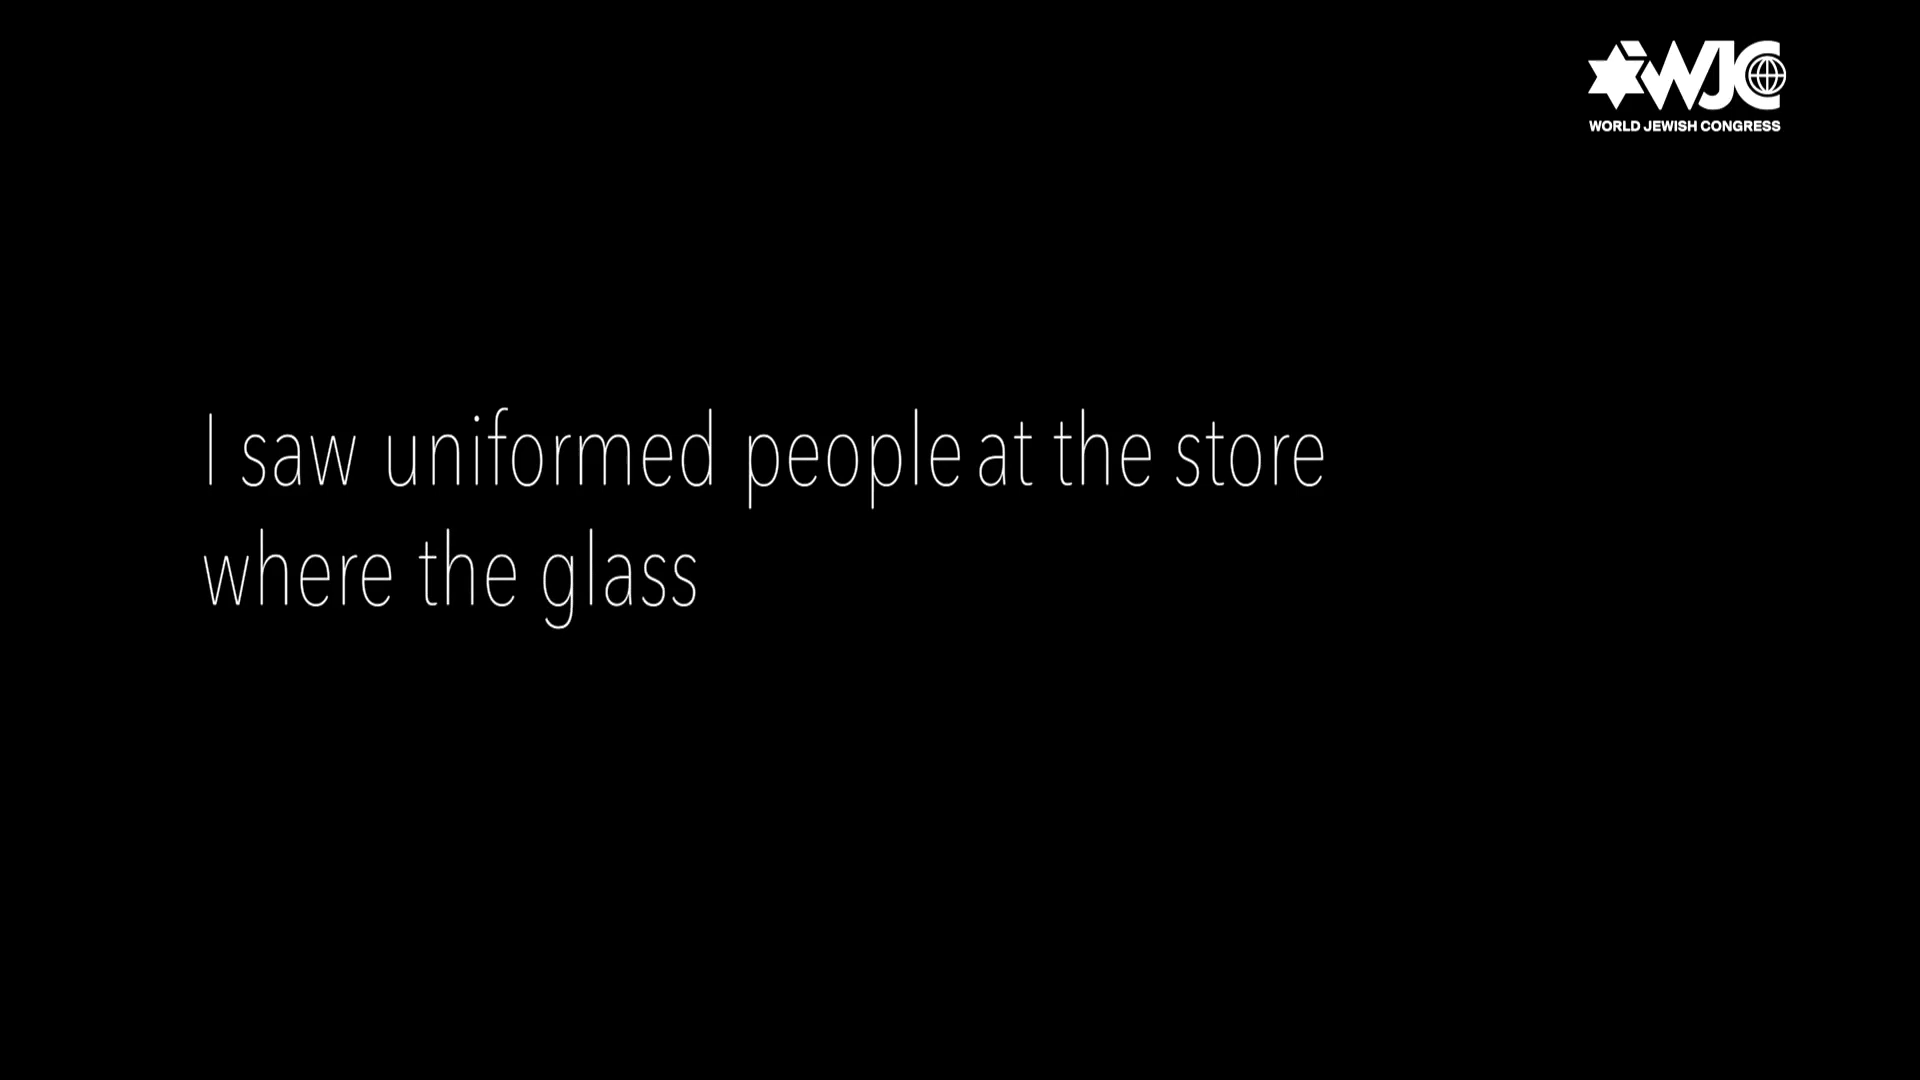 WJC
WORLD JEWISH CONGRESS
I saw uniformed people at the store
where the glass